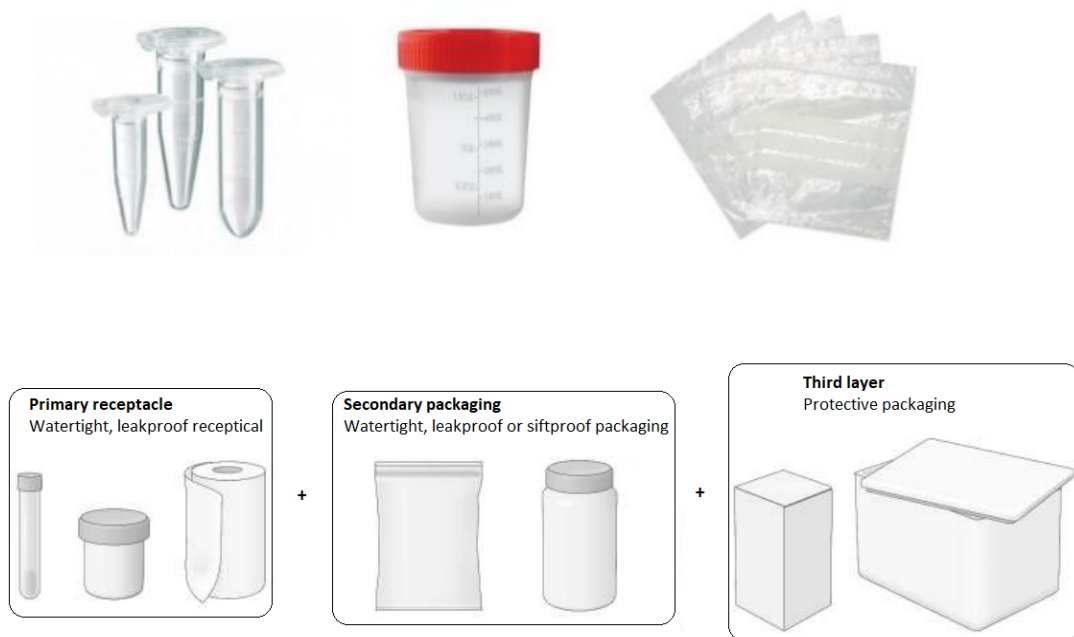 Primary receptacle
Watertight, leakproof receptical
+
Secondary packaging
Watertight, leakproof or siftproof packaging
+
Third layer
Protective packaging